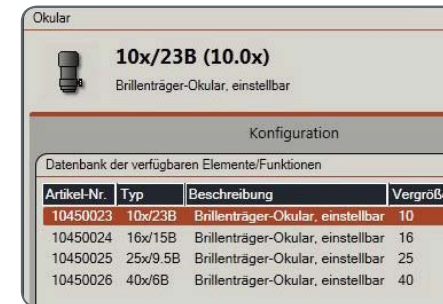 Okular
10x/23B (10.0x)
Brillenträger-Okular, einstellbar
Konfiguration
Datenbank der verfügbaren Elemente/Funktionen
Artikel-Nr. Typ Beschreibung Vergröße
10450023 10x/23B Brillenträger-Okular, einstellbar 10
10450024 16x/15B Brillenträger-Okular, einstellbar 16
10450025 25x/9.5B Brillenträger-Okular, einstellbar 25
10450026 40x/6B Brillenträger-Okular, einstellbar 40